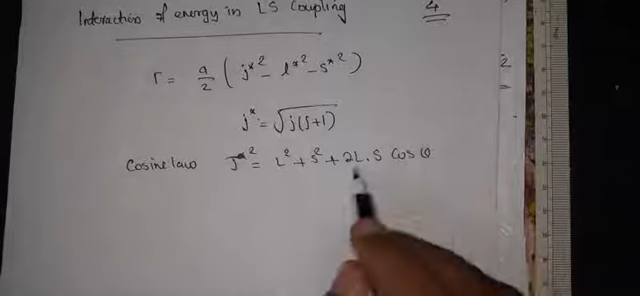 Interaction of energy in LS Coupling
4
Γ = a/2 ( j*² - l*² - s*² )
j* = √j(j+1)
Cosine law J*² = L² + S² + 2L.S Cos θ
2